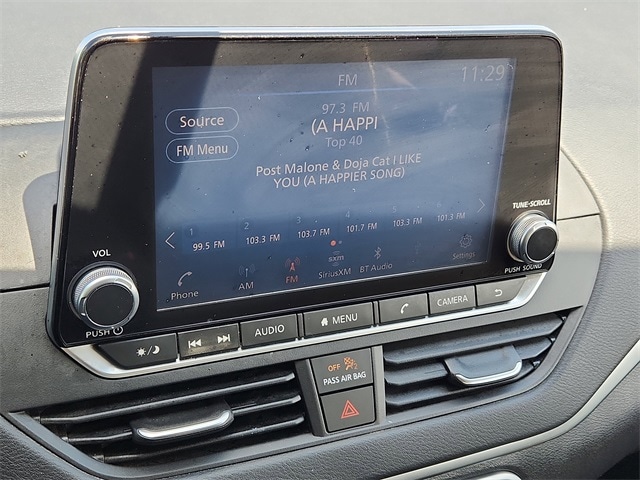 FM
11:29
97.3 FM
Source
(A HAPPI
Top 40
FM Menu
Post Malone & Doja Cat I LIKE
YOU (A HAPPIER SONG)
1 2 3 4 5 6
99.5 FM 103.3 FM 103.7 FM 101.7 FM 103.3 FM 101.3 FM
Phone AM FM SiriusXM BT Audio Settings
TUNE•SCROLL
PUSH SOUND
VOL
PUSH
AUDIO MENU CAMERA
OFF
PASS AIR BAG